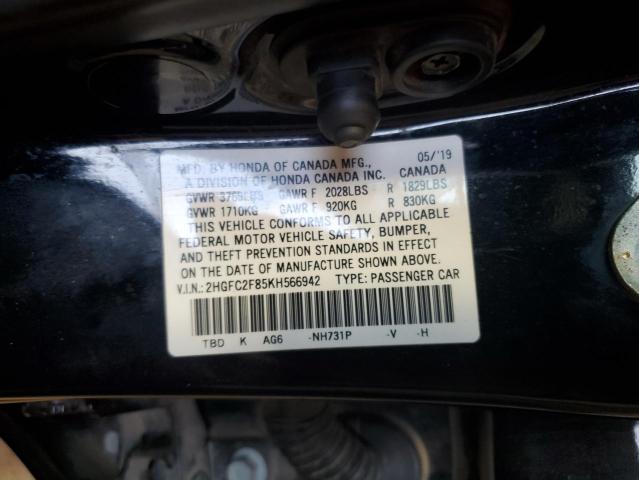 MFD. BY HONDA OF CANADA MFG., 05/'19
A DIVISION OF HONDA CANADA INC. CANADA
GVWR 3769LBS GAWR F 2028LBS R 1829LBS
GVWR 1710KG GAWR F 920KG R 830KG
THIS VEHICLE CONFORMS TO ALL APPLICABLE
FEDERAL MOTOR VEHICLE SAFETY, BUMPER,
AND THEFT PREVENTION STANDARDS IN EFFECT
ON THE DATE OF MANUFACTURE SHOWN ABOVE.
V.I.N.: 2HGFC2F85KH566942 TYPE: PASSENGER CAR
TBD K AG6 -NH731P -V -H